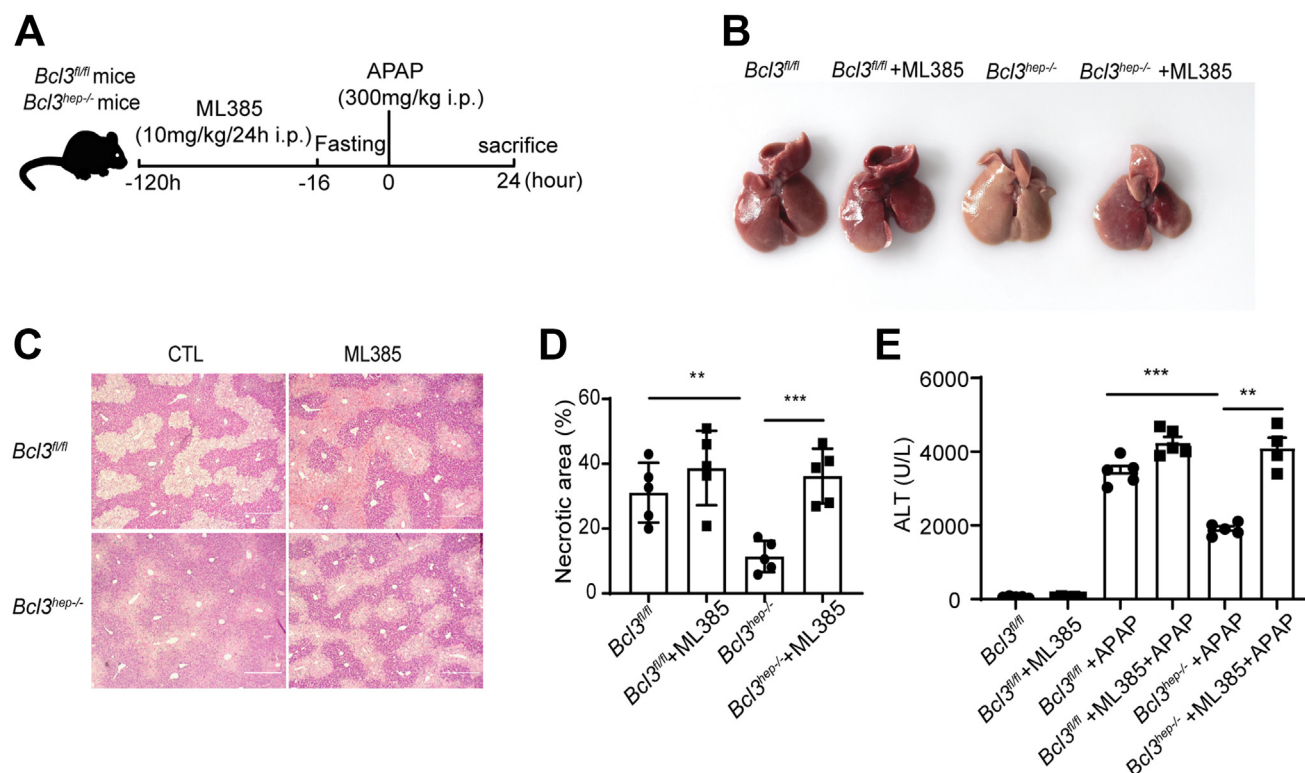 A
Bcl3fl/fl mice
Bcl3hep-/- mice
ML385
(10mg/kg/24h i.p.)
APAP
(300mg/kg i.p.)
Fasting
sacrifice
-120h
-16
0
24 (hour)
B
Bcl3fl/fl
Bcl3fl/fl +ML385
Bcl3hep-/-
Bcl3hep-/- +ML385
C
CTL
ML385
Bcl3fl/fl
Bcl3hep-/-
D
Necrotic area (%)
60
40
20
0
**
***
Bcl3fl/fl
Bcl3fl/fl+ML385
Bcl3hep-/-
Bcl3hep-/-+ML385
E
ALT (U/L)
6000
4000
2000
0
***
**
Bcl3fl/fl
Bcl3fl/fl+ML385
Bcl3fl/fl +APAP
Bcl3fl/fl +ML385+APAP
Bcl3hep-/-+APAP
Bcl3hep-/- +ML385+APAP